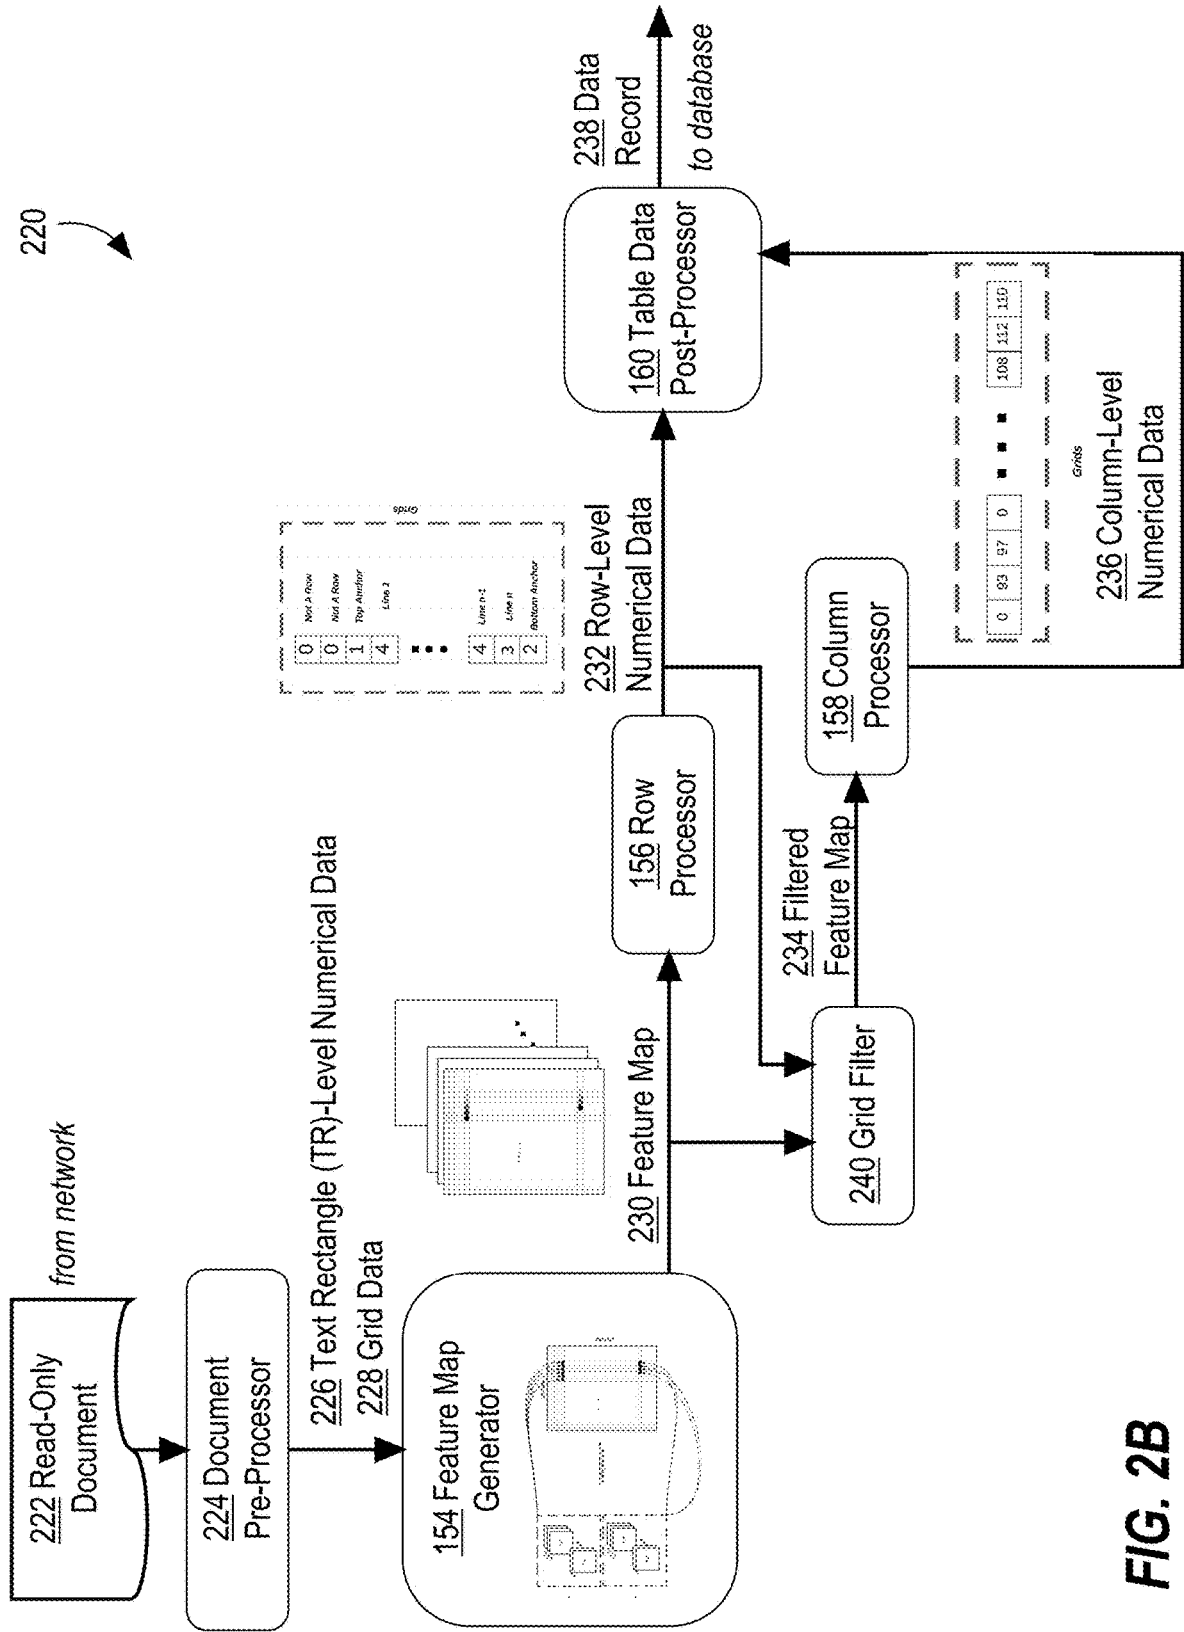 220
from network
222 Read-Only
Document
224 Document
Pre-Processor
226 Text Rectangle (TR)-Level Numerical Data
228 Grid Data
154 Feature Map
Generator
230 Feature Map
156 Row
Processor
232 Row-Level
Numerical Data
0 Not A Row
0 Not A Row
1 Top Anchor
4 Line 2
4 Line n-1
3 Line n
2 Bottom Anchor
Grids
240 Grid Filter
234 Filtered
Feature Map
158 Column
Processor
0 93 97 0 108 112 110
Grids
236 Column-Level
Numerical Data
160 Table Data
Post-Processor
238 Data
Record
to database
FIG. 2B